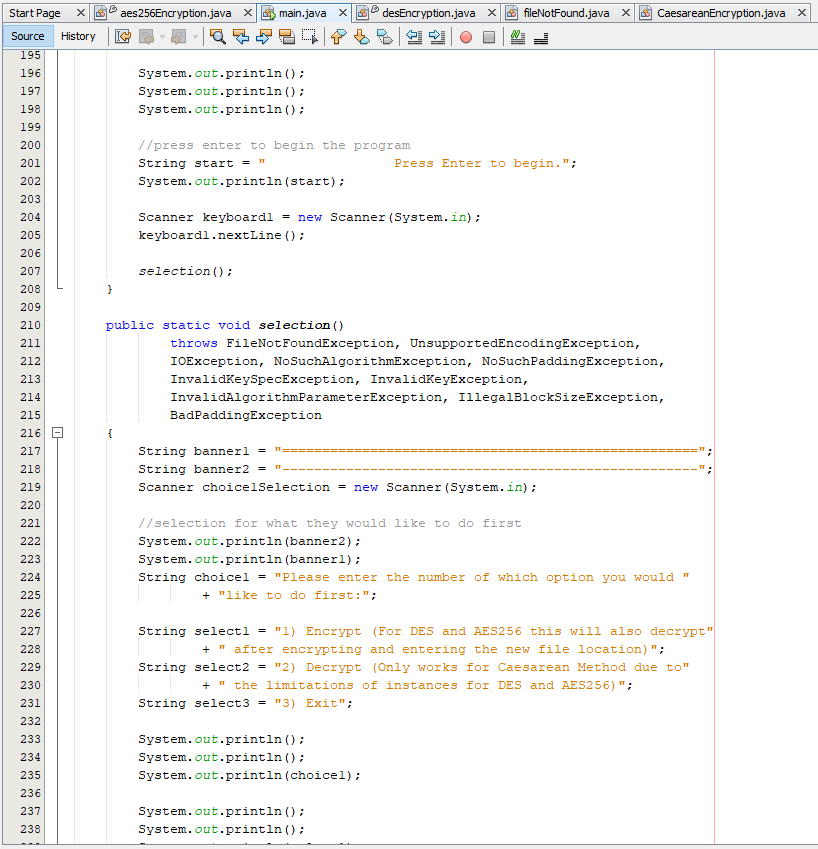 Start Page aes256Encryption.java main.java desEncryption.java fileNotFound.java CaesareanEncryption.java
Source History
195
196 System.out.println();
197 System.out.println();
198 System.out.println();
199
200 //press enter to begin the program
201 String start = "                Press Enter to begin.";
202 System.out.println(start);
203
204 Scanner keyboard1 = new Scanner(System.in);
205 keyboard1.nextLine();
206
207 selection();
208 }
209
210 public static void selection()
211 throws FileNotFoundException, UnsupportedEncodingException,
212 IOException, NoSuchAlgorithmException, NoSuchPaddingException,
213 InvalidKeySpecException, InvalidKeyException,
214 InvalidAlgorithmParameterException, IllegalBlockSizeException,
215 BadPaddingException
216 {
217 String banner1 = "====================================================";
218 String banner2 = "----------------------------------------------------";
219 Scanner choice1Selection = new Scanner(System.in);
220
221 //selection for what they would like to do first
222 System.out.println(banner2);
223 System.out.println(banner1);
224 String choice1 = "Please enter the number of which option you would "
225 + "like to do first:";
226
227 String select1 = "1) Encrypt (For DES and AES256 this will also decrypt"
228 + " after encrypting and entering the new file location)";
229 String select2 = "2) Decrypt (Only works for Caesarean Method due to"
230 + " the limitations of instances for DES and AES256)";
231 String select3 = "3) Exit";
232
233 System.out.println();
234 System.out.println();
235 System.out.println(choice1);
236
237 System.out.println();
238 System.out.println();